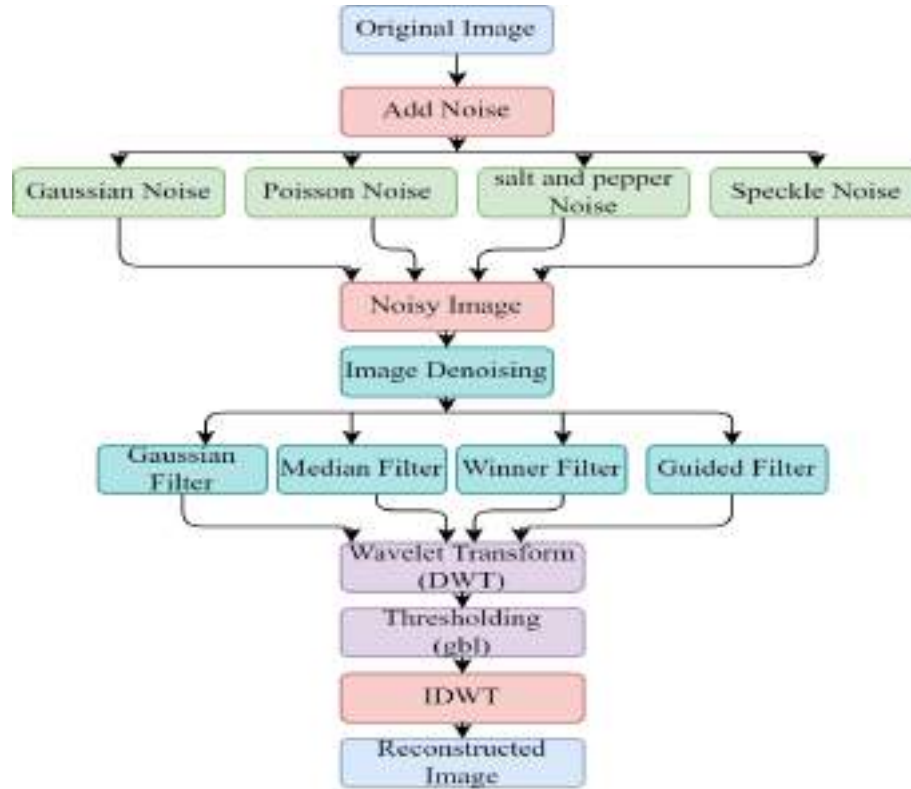 Original Image
Add Noise
Gaussian Noise
Poisson Noise
salt and pepper
Noise
Speckle Noise
Noisy Image
Image Denoising
Gaussian
Filter
Median Filter
Winner Filter
Guided Filter
Wavelet Transform
(DWT)
Thresholding
(gbl)
IDWT
Reconstructed
Image